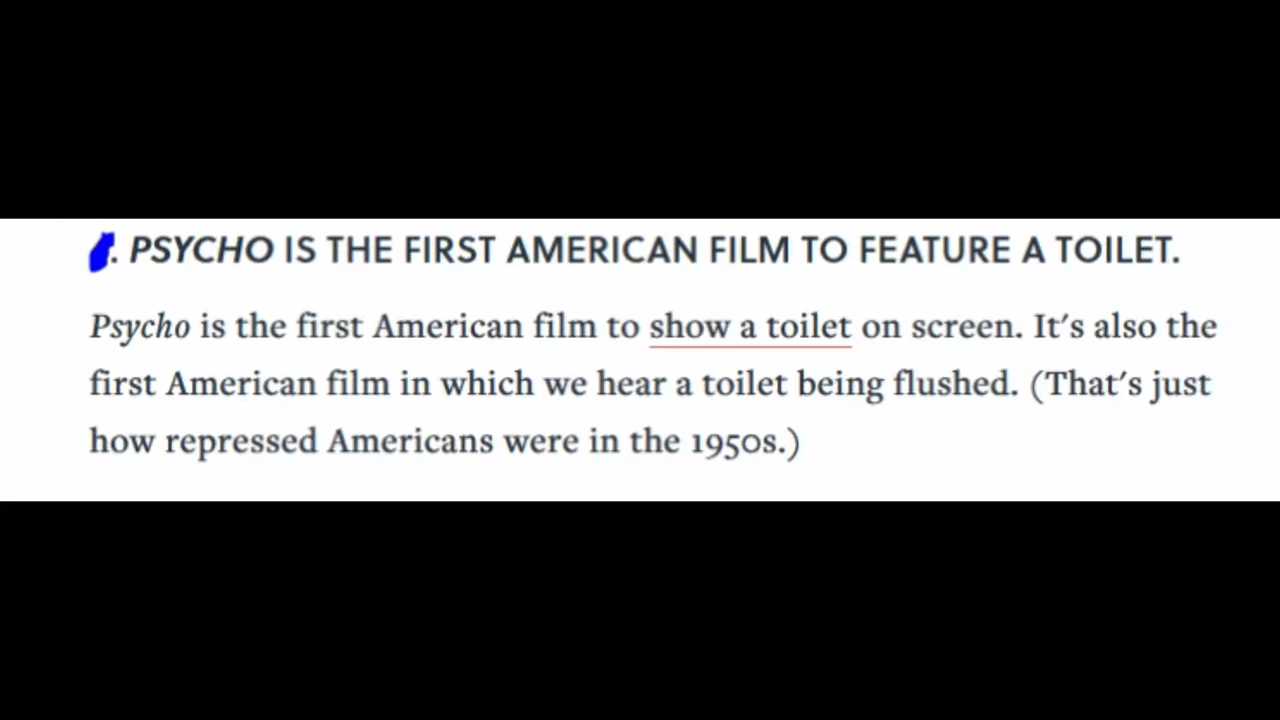 . PSYCHO IS THE FIRST AMERICAN FILM TO FEATURE A TOILET.
Psycho is the first American film to show a toilet on screen. It's also the
first American film in which we hear a toilet being flushed. (That's just
how repressed Americans were in the 1950s.)